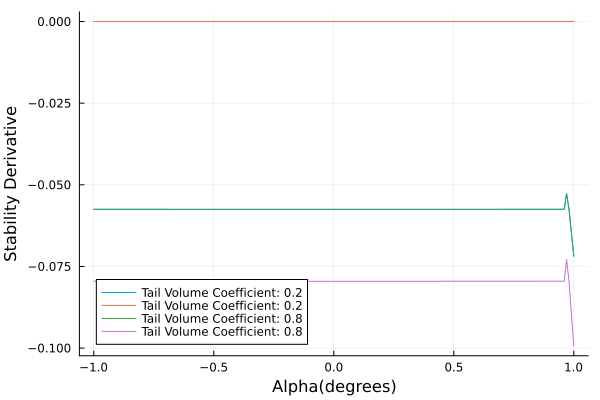 0.000
−0.025
−0.050
−0.075
−0.100
Stability Derivative
Tail Volume Coefficient: 0.2
Tail Volume Coefficient: 0.2
Tail Volume Coefficient: 0.8
Tail Volume Coefficient: 0.8
−1.0 −0.5 0.0 0.5 1.0
Alpha(degrees)